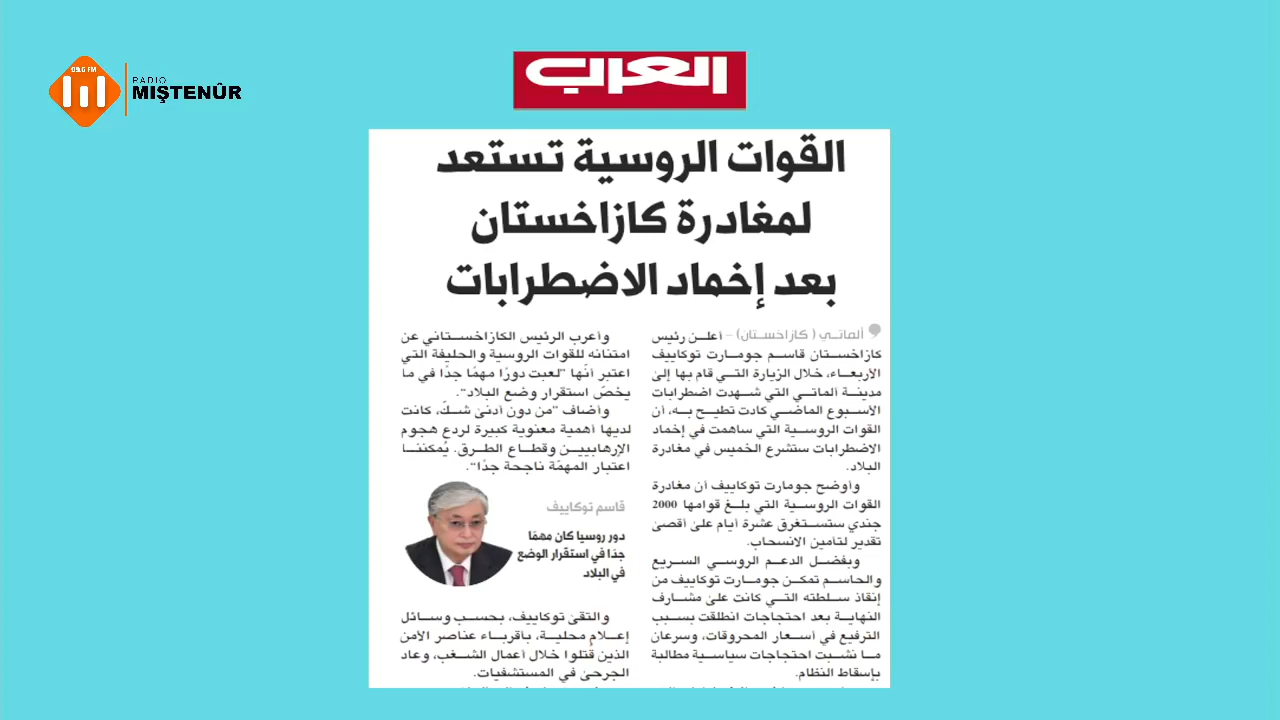 99.6 FM
RADIO
MIŞTENÛR
العرب
القوات الروسية تستعد
لمغادرة كازاخستان
بعد إخماد الاضطرابات
ألماتي (كازاخستان) – أعلن رئيس
كازاخستان قاسم جومارت توكاييف
الأربعاء، خلال الزيارة التي قام بها إلى
مدينة ألماتي التي شهدت اضطرابات
الأسبوع الماضي كادت تطيح به، أن
القوات الروسية التي ساهمت في إخماد
الاضطرابات ستشرع الخميس في مغادرة
البلاد.
وأوضح جومارت توكاييف أن مغادرة
القوات الروسية التي بلغ قوامها 2000
جندي ستستغرق عشرة أيام على أقصى
تقدير لتأمين الانسحاب.
وبفضل الدعم الروسي السريع
والحاسم تمكن جومارت توكاييف من
إنقاذ سلطته التي كانت على مشارف
النهاية بعد احتجاجات انطلقت بسبب
الترفيع في أسعار المحروقات، وسرعان
ما نشبت احتجاجات سياسية مطالبة
بإسقاط النظام.
وأعرب الرئيس الكازاخستاني عن
امتنانه للقوات الروسية والحليفة التي
اعتبر أنّها "لعبت دورًا مهمًا جدًا في ما
يخصّ استقرار وضع البلاد".
وأضاف "من دون أدنى شكّ، كانت
لديها أهمية معنوية كبيرة لردع هجوم
الإرهابيين وقطاع الطرق. يُمكننا
اعتبار المهمّة ناجحة جدًا".
قاسم توكاييف
دور روسيا كان مهمًا
جدًا في استقرار الوضع
في البلاد
والتقى توكاييف، بحسب وسائل
إعلام محلية، بأقرباء عناصر الأمن
الذين قُتلوا خلال أعمال الشغب، وعاد
الجرحى في المستشفيات.